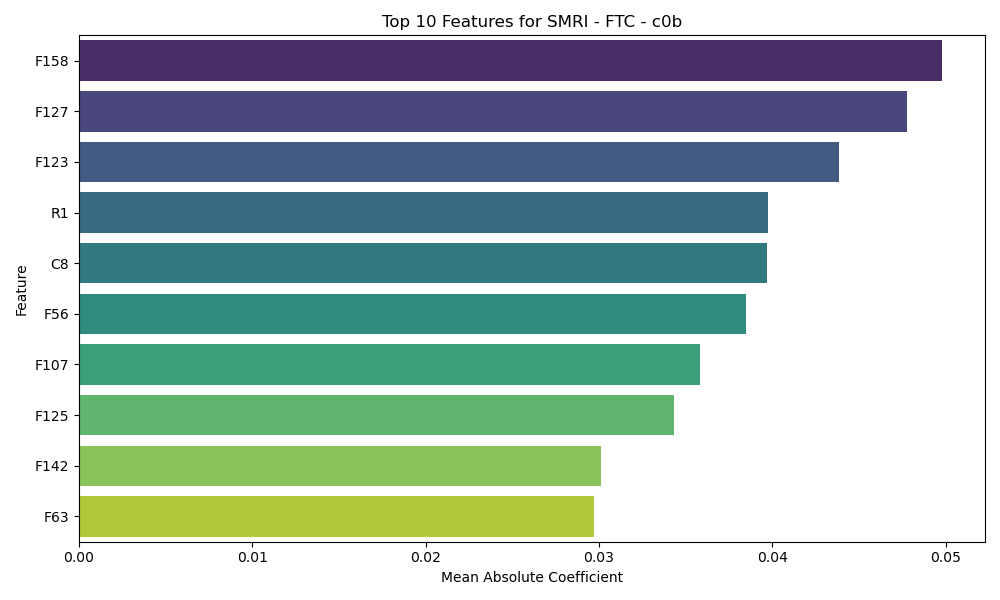 Top 10 Features for SMRI - FTC - c0b
Feature
F158
F127
F123
R1
C8
F56
F107
F125
F142
F63
0.00 0.01 0.02 0.03 0.04 0.05
Mean Absolute Coefficient